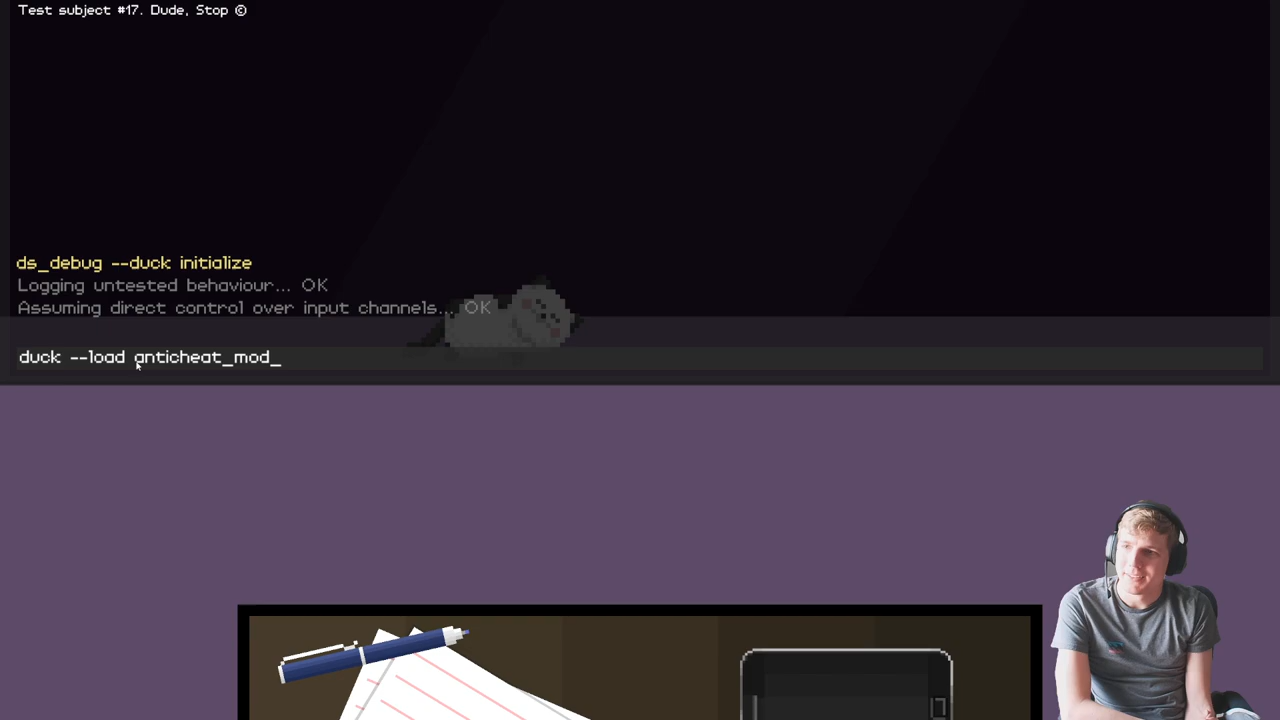 Test subject #17. Dude, Stop ©
ds_debug --duck initialize
Logging untested behaviour... OK
Assuming direct control over input channels... OK
duck --load anticheat_mod_